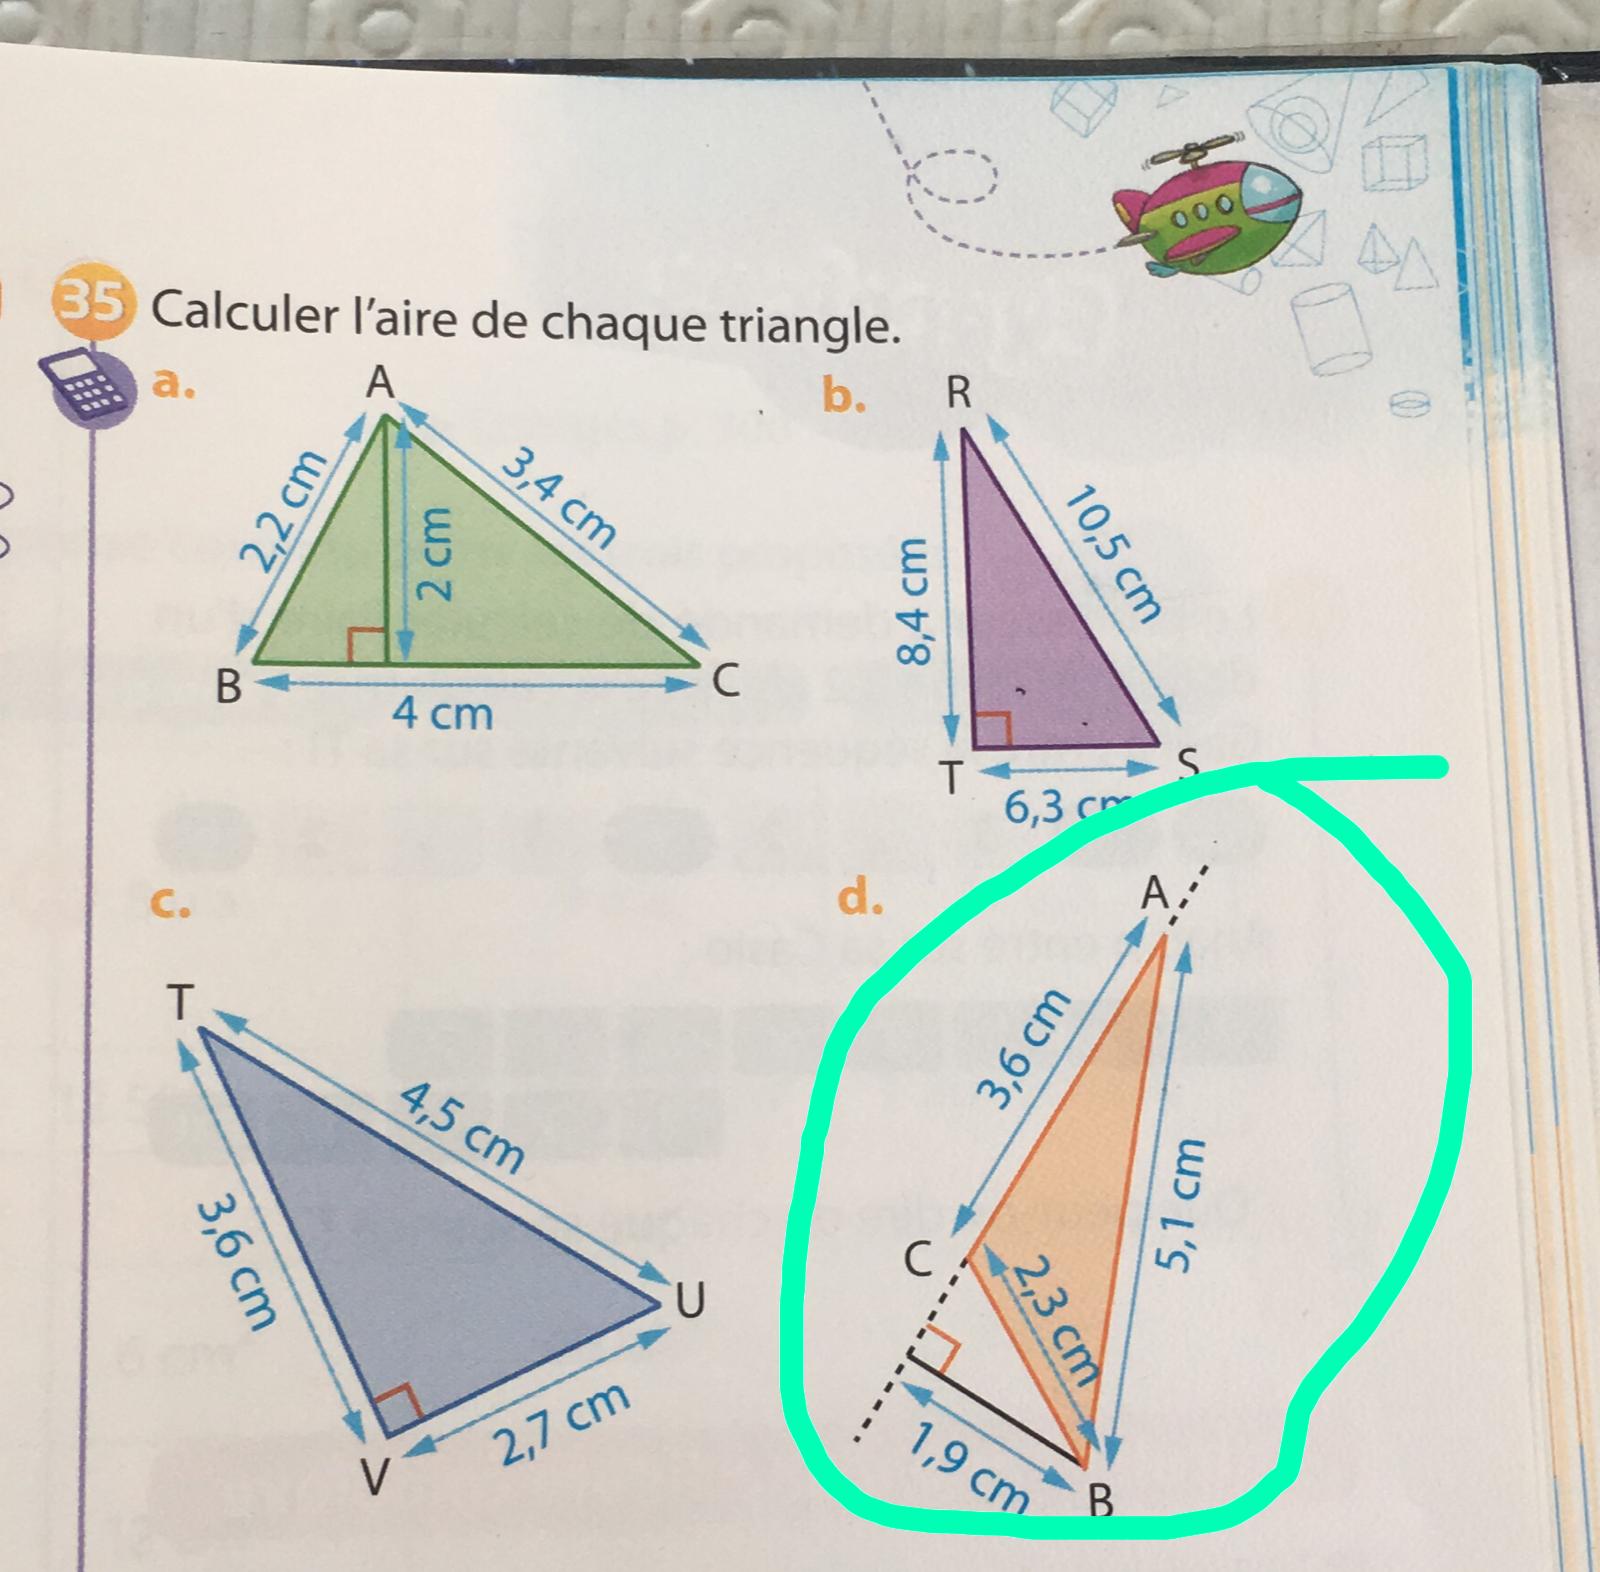 35 Calculer l'aire de chaque triangle.
a.
A
2,2 cm
2 cm
3,4 cm
B
C
4 cm
b.
R
8,4 cm
10,5 cm
T
S
6,3 cm
c.
T
4,5 cm
3,6 cm
U
V
2,7 cm
d.
A
3,6 cm
5,1 cm
C
2,3 cm
1,9 cm
B